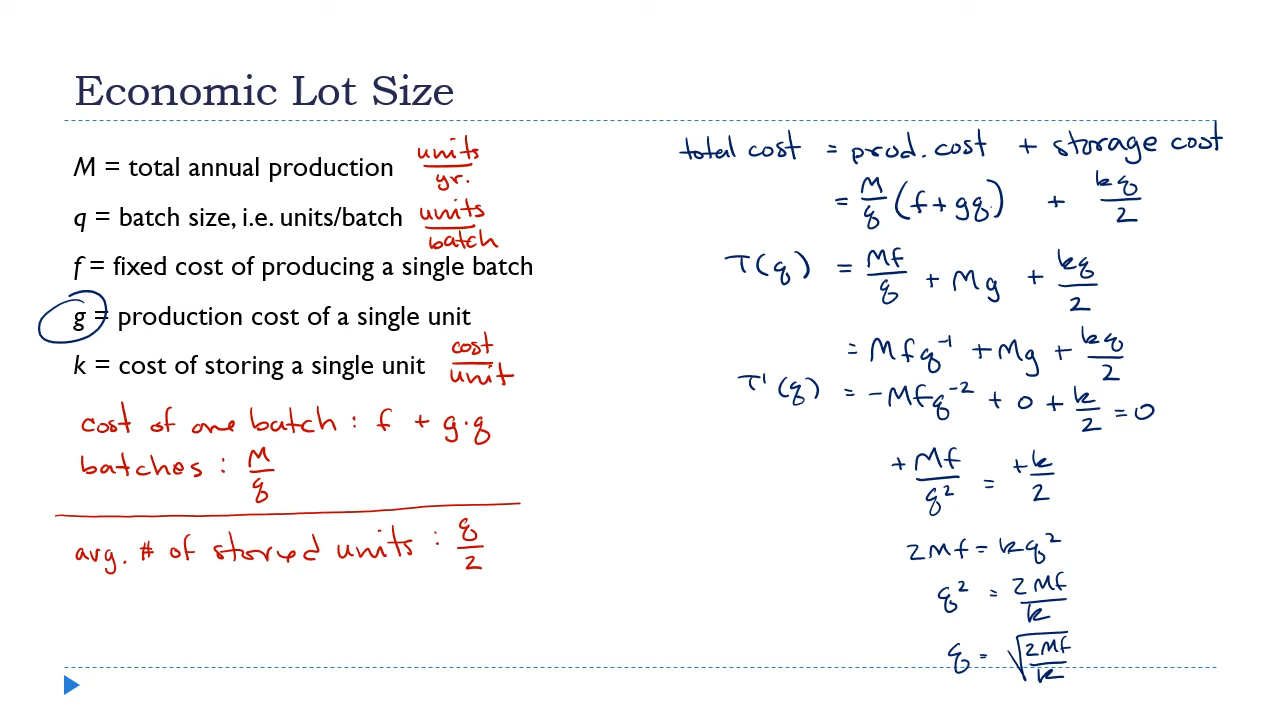 Economic Lot Size
M = total annual production units/yr.
q = batch size, i.e. units/batch units/batch
f = fixed cost of producing a single batch
g = production cost of a single unit
k = cost of storing a single unit cost/unit
cost of one batch : f + g·q
batches : M/q
avg. # of stored units : q/2
total cost = prod. cost + storage cost
= M/q (f + gq) + kq/2
T(q) = Mf/q + Mg + kq/2
= Mfq⁻¹ + Mg + kq/2
T'(q) = -Mfq⁻² + 0 + k/2 = 0
+Mf/q² = +k/2
2Mf = kq²
q² = 2Mf/k
q = √(2Mf/k)